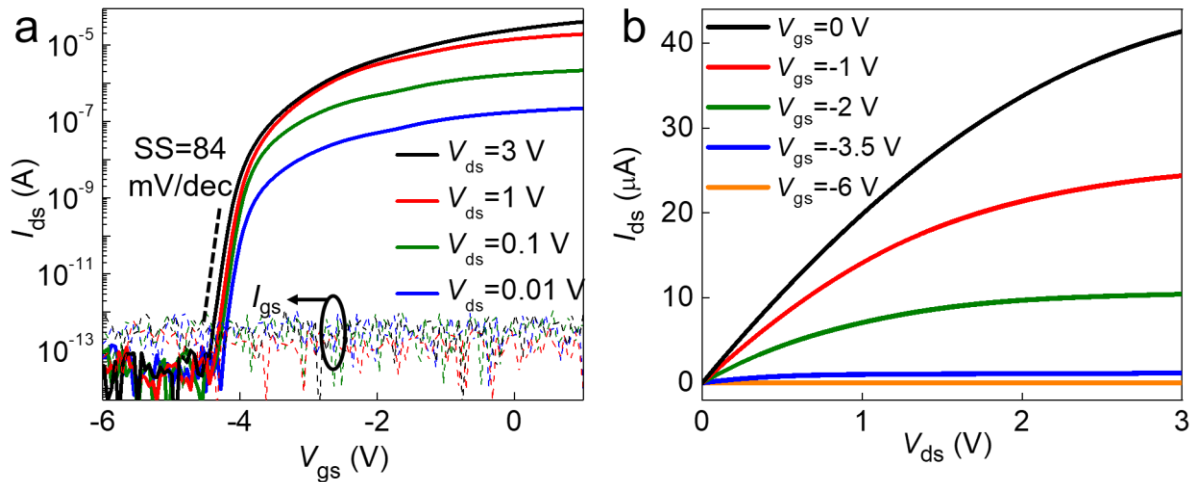 a
10⁻⁵
10⁻⁷
10⁻⁹
10⁻¹¹
10⁻¹³
I_ds (A)
SS=84
mV/dec
V_ds=3 V
V_ds=1 V
V_ds=0.1 V
V_ds=0.01 V
I_gs
-6
-4
-2
0
V_gs (V)
b
40
30
20
10
0
I_ds (μA)
V_gs=0 V
V_gs=-1 V
V_gs=-2 V
V_gs=-3.5 V
V_gs=-6 V
0
1
2
3
V_ds (V)